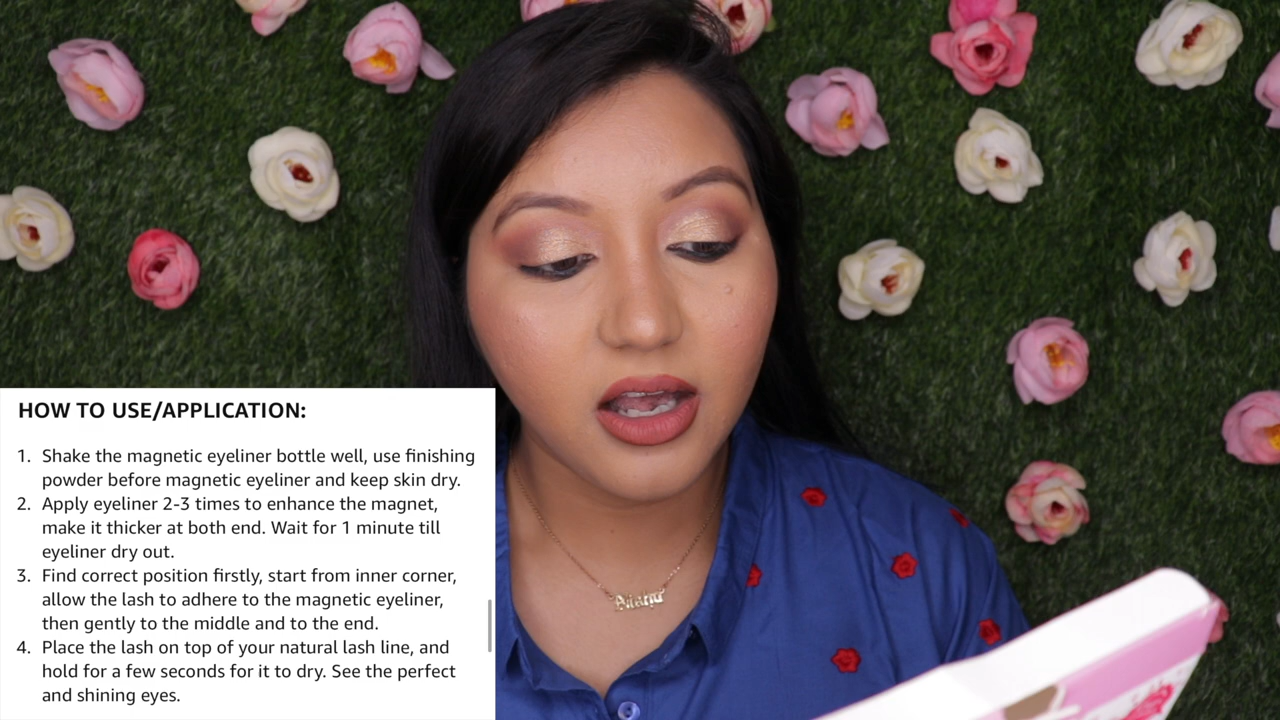 HOW TO USE/APPLICATION:
1. Shake the magnetic eyeliner bottle well, use finishing
powder before magnetic eyeliner and keep skin dry.
2. Apply eyeliner 2-3 times to enhance the magnet,
make it thicker at both end. Wait for 1 minute till
eyeliner dry out.
3. Find correct position firstly, start from inner corner,
allow the lash to adhere to the magnetic eyeliner,
then gently to the middle and to the end.
4. Place the lash on top of your natural lash line, and
hold for a few seconds for it to dry. See the perfect
and shining eyes.